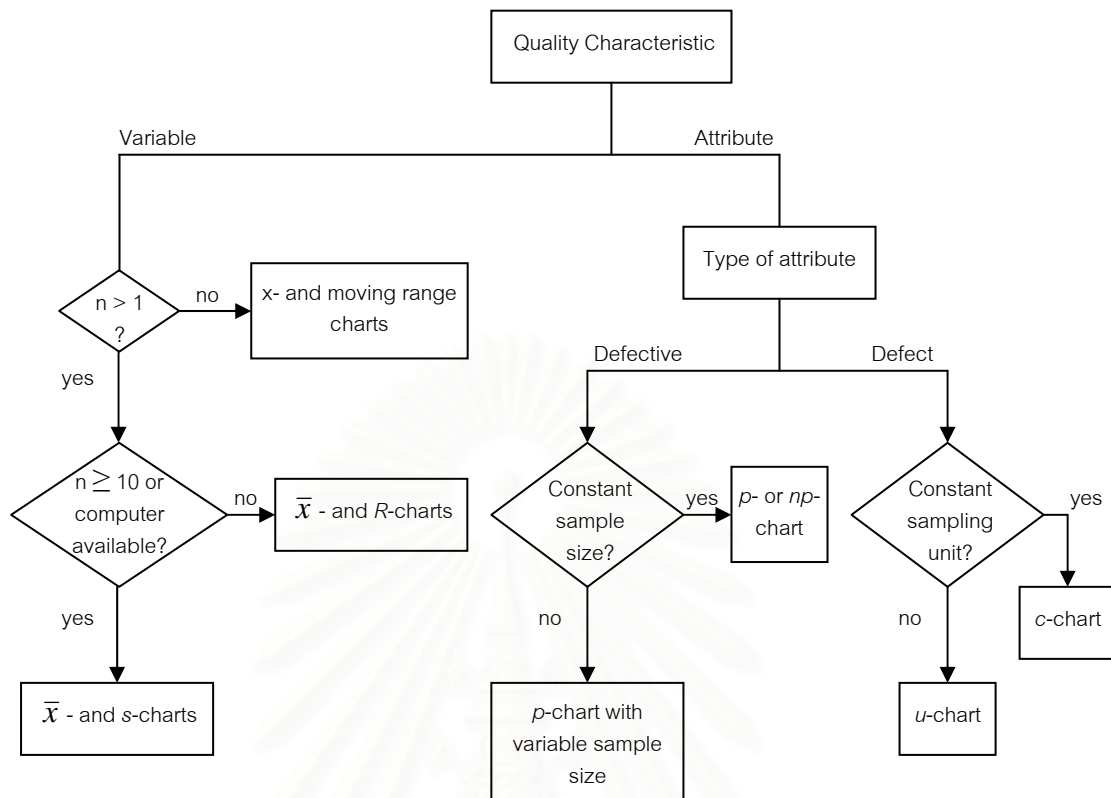 Quality Characteristic
Variable
Attribute
Type of attribute
n > 1
?
no
x- and moving range
charts
yes
Defective
Defect
n ≥ 10 or
computer
available?
no
x̄ - and R-charts
Constant
sample
size?
yes
p- or np-
chart
Constant
sampling
unit?
yes
c-chart
yes
no
no
x̄ - and s-charts
p-chart with
variable sample
size
u-chart